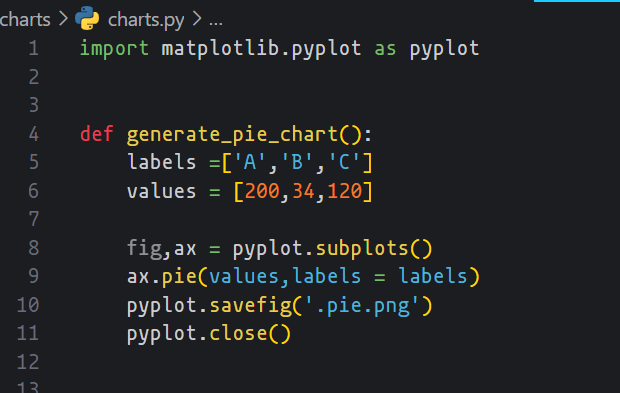 charts > charts.py > ...
1 import matplotlib.pyplot as pyplot
2
3
4 def generate_pie_chart():
5     labels =['A','B','C']
6     values = [200,34,120]
7
8     fig,ax = pyplot.subplots()
9     ax.pie(values,labels = labels)
10     pyplot.savefig('.pie.png')
11     pyplot.close()
12
13